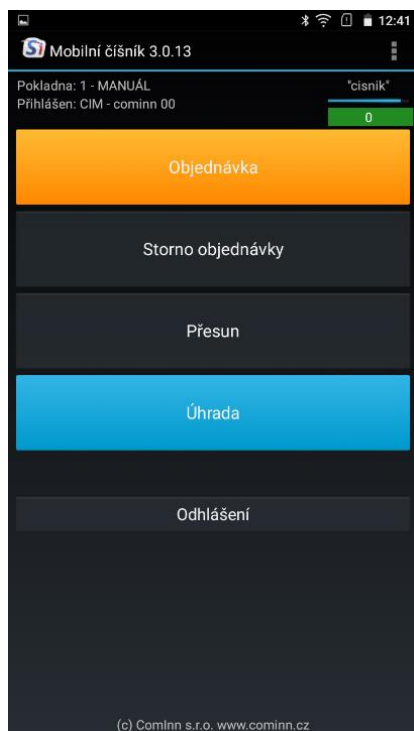 12:41
Si Mobilní číšník 3.0.13
Pokladna: 1 - MANUÁL
"cisnik"
Přihlášen: CIM - cominn 00
0
Objednávka
Storno objednávky
Přesun
Úhrada
Odhlášení
(c) ComInn s.r.o. www.cominn.cz